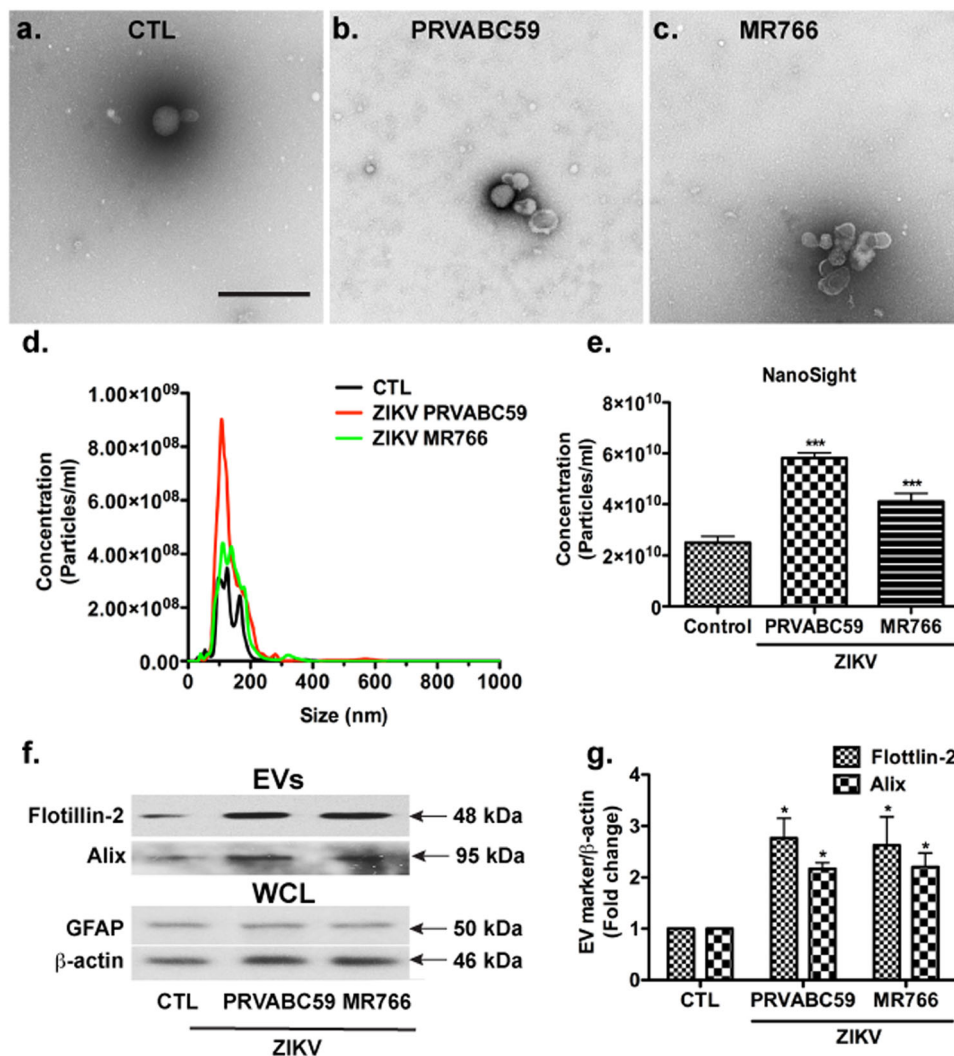 a. CTL
b. PRVABC59
c. MR766
d.
1.00×10⁰⁹
8.00×10⁰⁸
6.00×10⁰⁸
4.00×10⁰⁸
2.00×10⁰⁸
0.00
Concentration
(Particles/ml)
CTL
ZIKV PRVABC59
ZIKV MR766
0 200 400 600 800 1000
Size (nm)
e.
NanoSight
8×10¹⁰
6×10¹⁰
4×10¹⁰
2×10¹⁰
0
Concentration
(Particles/ml)
***
***
Control PRVABC59 MR766
ZIKV
f.
EVs
Flotillin-2 48 kDa
Alix 95 kDa
WCL
GFAP 50 kDa
β-actin 46 kDa
CTL PRVABC59 MR766
ZIKV
g.
Flottlin-2
Alix
4
3
2
1
0
EV marker/β-actin
(Fold change)
* * * *
CTL PRVABC59 MR766
ZIKV